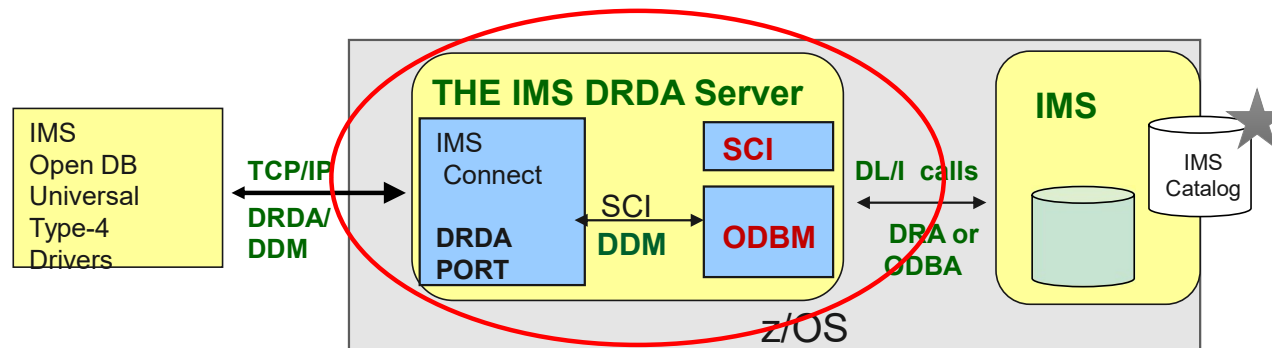 IMS
Open DB
Universal
Type-4
Drivers
TCP/IP
DRDA/
DDM
THE IMS DRDA Server
IMS
Connect
DRDA
PORT
SCI
DDM
SCI
ODBM
DL/I calls
DRA or
ODBA
IMS
IMS
Catalog
z/OS